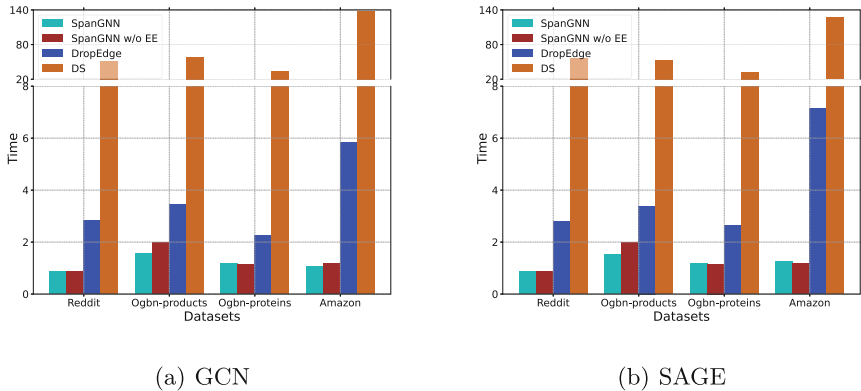 140
SpanGNN
SpanGNN w/o EE
80
DropEdge
DS
20
8
6
Time
4
2
0
Reddit Ogbn-products Ogbn-proteins Amazon
Datasets
(a) GCN
140
SpanGNN
SpanGNN w/o EE
80
DropEdge
DS
20
8
6
Time
4
2
0
Reddit Ogbn-products Ogbn-proteins Amazon
Datasets
(b) SAGE